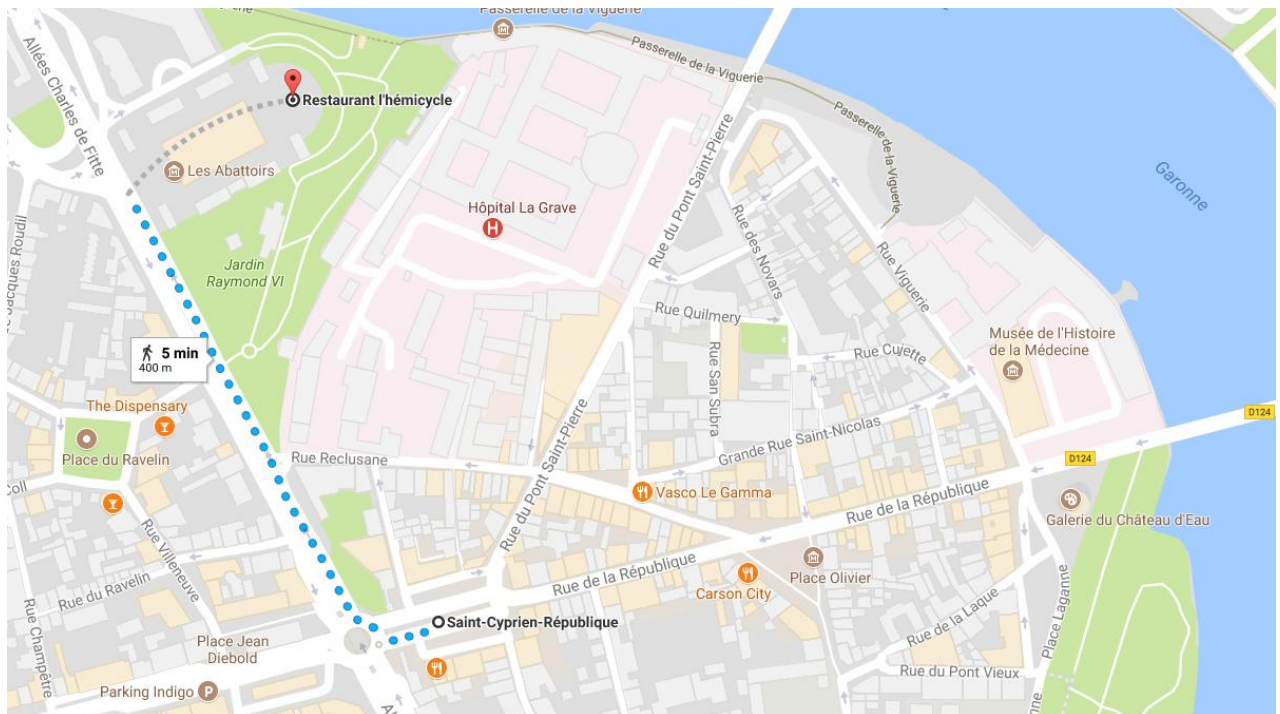 Passerelle de la Viguerie
Allées Charles de Fitte
Passerelle de la Viguerie
Restaurant l'hémicycle
Passerelle de la Viguerie
Les Abattoirs
Garonne
Hôpital La Grave
Rue du Pont Saint-Pierre
Rue des Novars
Rue Viguerie
Jardin
Raymond VI
Jacques Roudil
Rue Quilmery
Musée de l'Histoire
de la Médecine
5 min
400 m
Rue Cujette
Rue San Subra
The Dispensary
D124
Place du Ravelin
Grande Rue Saint-Nicolas
Rue Reclusane
D124
Rue du Pont Saint-Pierre
Vasco Le Gamma
Rue de la République
Galerie du Château d'Eau
Rue Villeneuve
Rue de la République
Place Olivier
Carson City
Rue du Ravelin
Rue Champêtre
Saint-Cyprien-République
Rue de la Laque
Place Laganne
Place Jean
Diebold
Rue du Pont Vieux
Parking Indigo
P